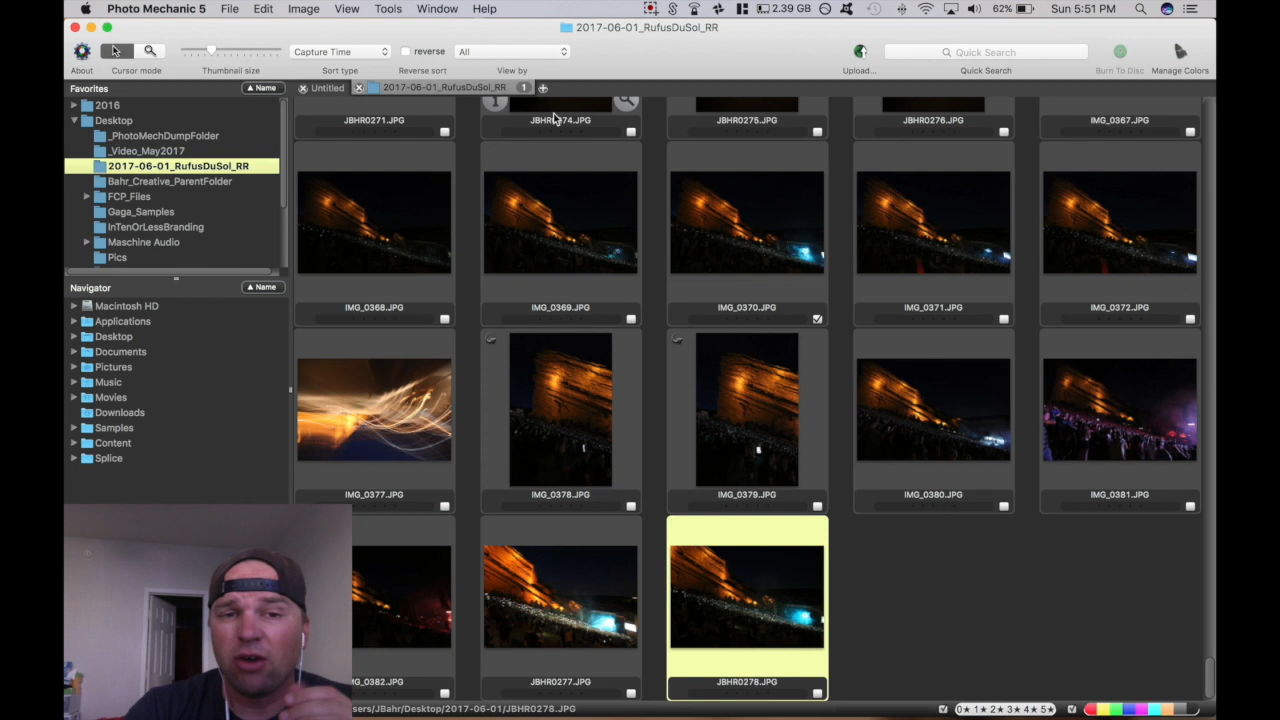 Photo Mechanic 5 File Edit Image View Tools Labels Window Help 2.39 GB 62% Sun 5:51 PM
2017-06-01_RufusDuSol_RR
Capture Time reverse All Quick Search
About Cursor mode Thumbnail size Sort type Reverse sort View by Upload... Quick Search Burn To Disc Manage Colors
Favorites Name Untitled 2017-06-01_RufusDuSol_RR 1
2016
Desktop
_PhotoMechDumpFolder
_Video_May2017
2017-06-01_RufusDuSol_RR
Bahr_Creative_ParentFolder
FCP_Files
Gaga_Samples
InTenOrLessBranding
Maschine Audio
Pics
Navigator Name
Macintosh HD
Applications
Desktop
Documents
Pictures
Music
Movies
Downloads
Samples
Content
Splice
JBHR0271.JPG JBHR0274.JPG JBHR0275.JPG JBHR0276.JPG IMG_0367.JPG
IMG_0368.JPG IMG_0369.JPG IMG_0370.JPG IMG_0371.JPG IMG_0372.JPG
IMG_0377.JPG IMG_0378.JPG IMG_0379.JPG IMG_0380.JPG IMG_0381.JPG
G_0382.JPG JBHR0277.JPG JBHR0278.JPG
sers/JBahr/Desktop/2017-06-01/JBHR0278.JPG 0★ 1★ 2★ 3★ 4★ 5★